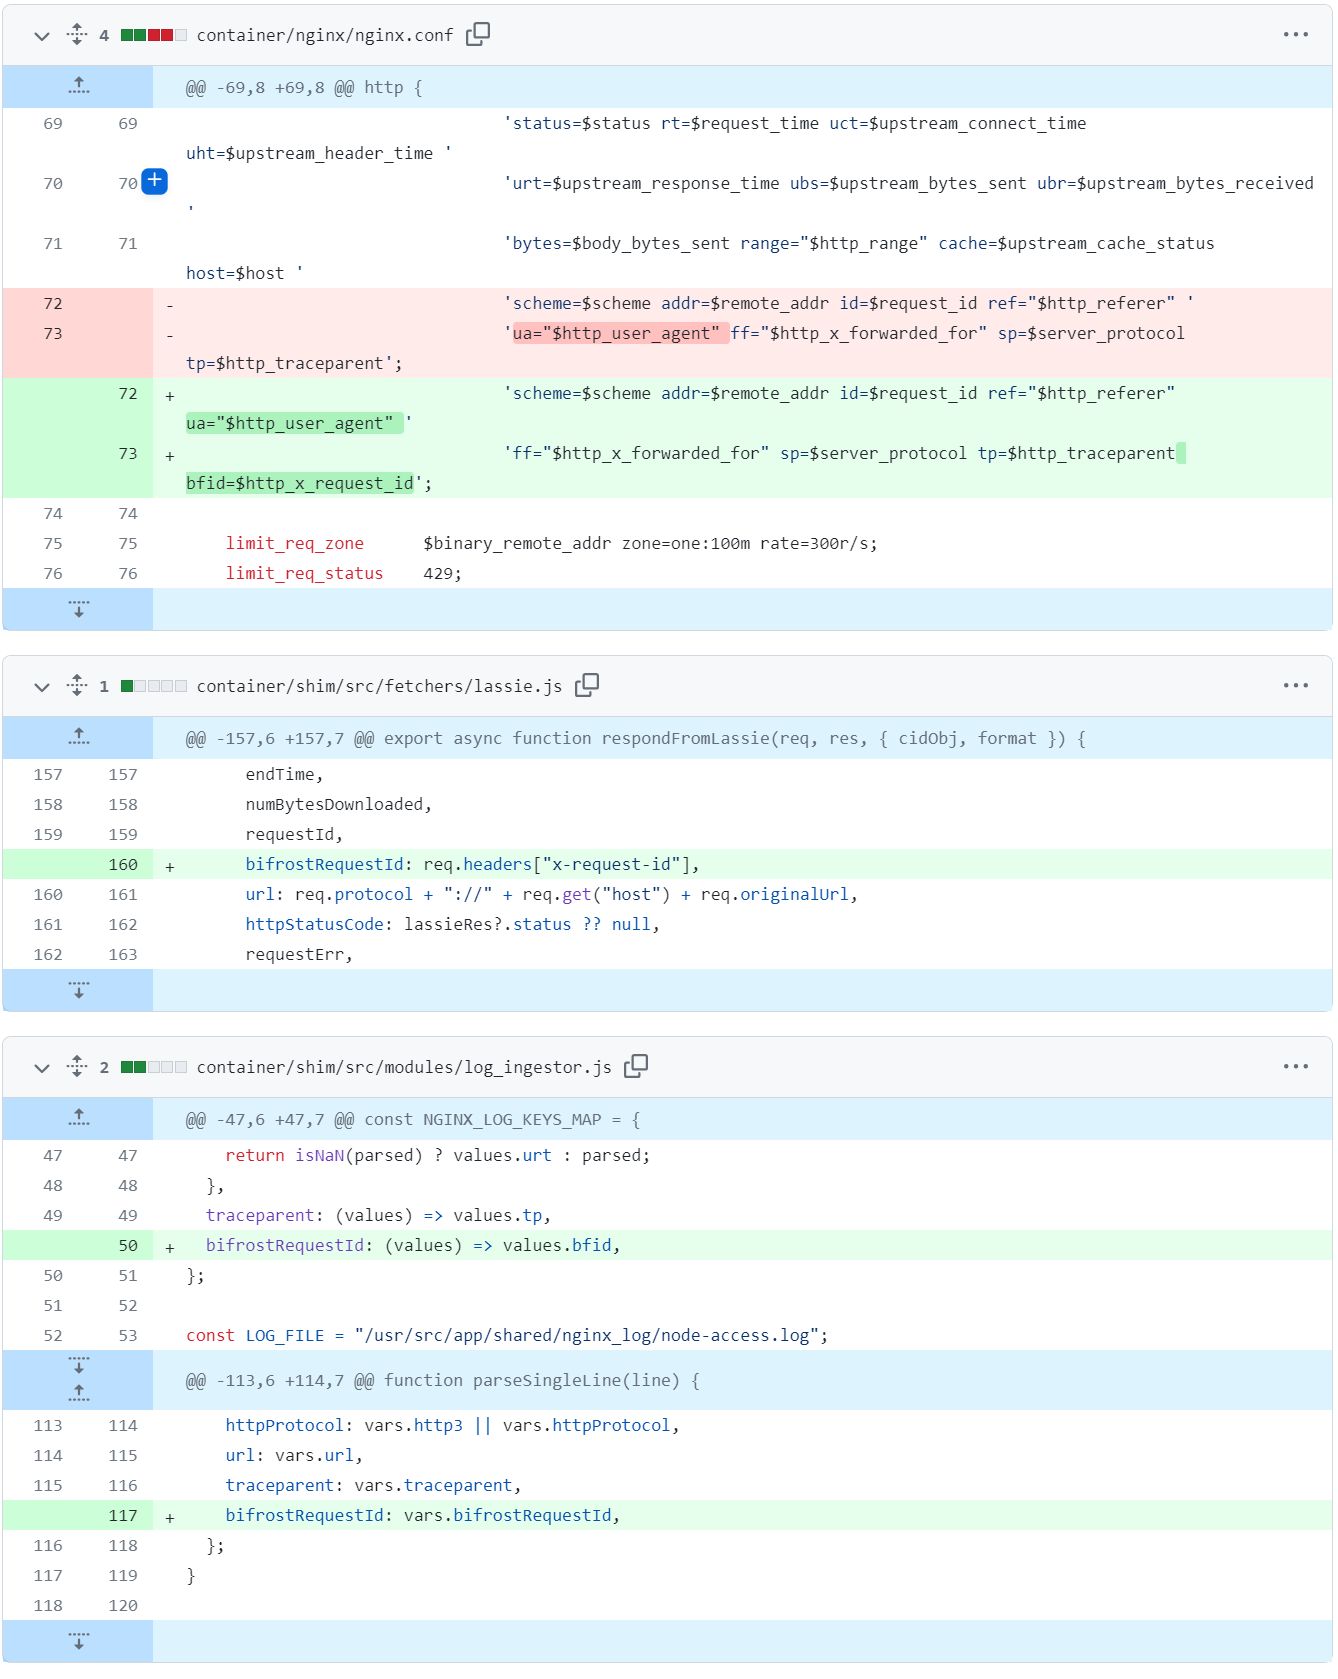 4 container/nginx/nginx.conf
@@ -69,8 +69,8 @@ http {
69 69 'status=$status rt=$request_time uct=$upstream_connect_time
uht=$upstream_header_time '
70 70 'urt=$upstream_response_time ubs=$upstream_bytes_sent ubr=$upstream_bytes_received
'
71 71 'bytes=$body_bytes_sent range="$http_range" cache=$upstream_cache_status
host=$host '
72 - 'scheme=$scheme addr=$remote_addr id=$request_id ref="$http_referer" '
73 - 'ua="$http_user_agent" ff="$http_x_forwarded_for" sp=$server_protocol
tp=$http_traceparent';
72 + 'scheme=$scheme addr=$remote_addr id=$request_id ref="$http_referer"
ua="$http_user_agent" '
73 + 'ff="$http_x_forwarded_for" sp=$server_protocol tp=$http_traceparent
bfid=$http_x_request_id';
74 74
75 75 limit_req_zone $binary_remote_addr zone=one:100m rate=300r/s;
76 76 limit_req_status 429;
1 container/shim/src/fetchers/lassie.js
@@ -157,6 +157,7 @@ export async function respondFromLassie(req, res, { cidObj, format }) {
157 157 endTime,
158 158 numBytesDownloaded,
159 159 requestId,
160 + bifrostRequestId: req.headers["x-request-id"],
160 161 url: req.protocol + "://" + req.get("host") + req.originalUrl,
161 162 httpStatusCode: lassieRes?.status ?? null,
162 163 requestErr,
2 container/shim/src/modules/log_ingestor.js
@@ -47,6 +47,7 @@ const NGINX_LOG_KEYS_MAP = {
47 47 return isNaN(parsed) ? values.urt : parsed;
48 48 },
49 49 traceparent: (values) => values.tp,
50 + bifrostRequestId: (values) => values.bfid,
50 51 };
51 52
52 53 const LOG_FILE = "/usr/src/app/shared/nginx_log/node-access.log";
@@ -113,6 +114,7 @@ function parseSingleLine(line) {
113 114 httpProtocol: vars.http3 || vars.httpProtocol,
114 115 url: vars.url,
115 116 traceparent: vars.traceparent,
117 + bifrostRequestId: vars.bifrostRequestId,
116 118 };
117 119 }
118 120